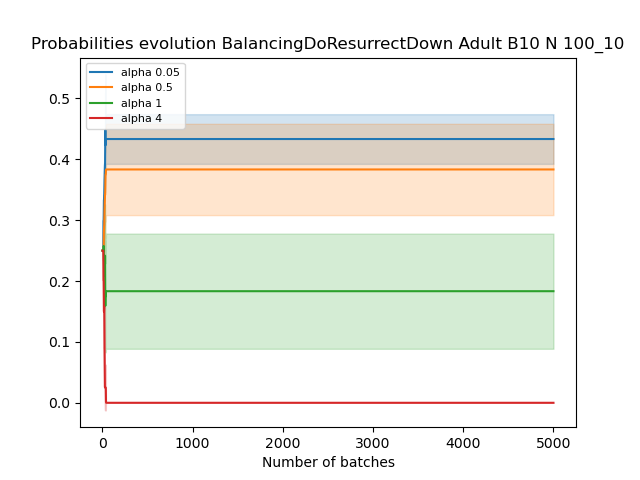 Probabilities evolution BalancingDoResurrectDown Adult B10 N 100_10
alpha 0.05
alpha 0.5
alpha 1
alpha 4
0.5
0.4
0.3
0.2
0.1
0.0
0 1000 2000 3000 4000 5000
Number of batches